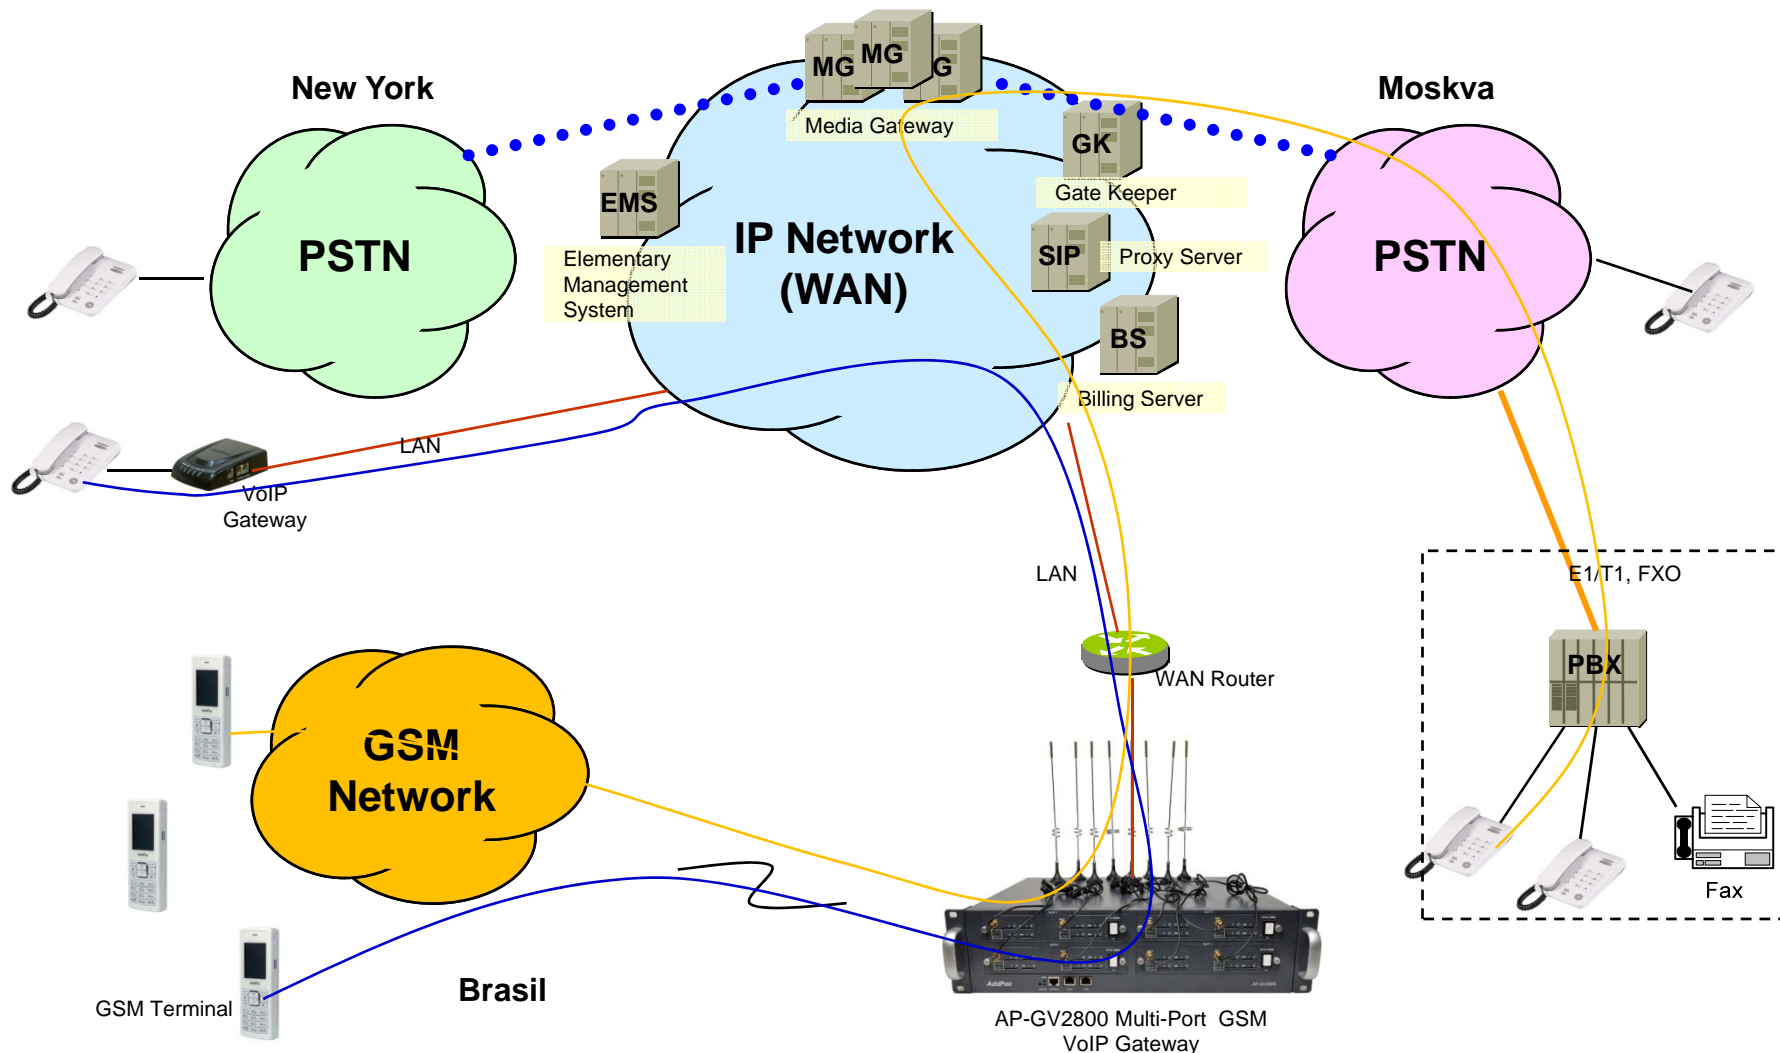 MG
MG
G
New York
Moskva
Media Gateway
GK
Gate Keeper
EMS
Elementary
Management
System
IP Network
(WAN)
SIP
Proxy Server
PSTN
PSTN
BS
Billing Server
LAN
VoIP
Gateway
LAN
E1/T1, FXO
WAN Router
PBX
GSM
Network
Fax
Brasil
GSM Terminal
AddPac
AP-GV2800 Multi-Port GSM
VoIP Gateway